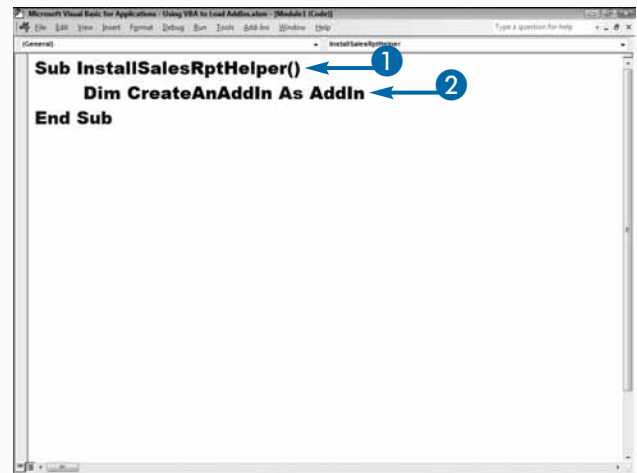 Microsoft Visual Basic for Applications - Using VBA to Load AddIns.xlsm - [Module1 (Code)]
File Edit View Insert Format Debug Run Tools Add-Ins Window Help
Type a question for help
(General)
InstallSalesRptHelper
Sub InstallSalesRptHelper() 1
Dim CreateAnAddIn As AddIn 2
End Sub